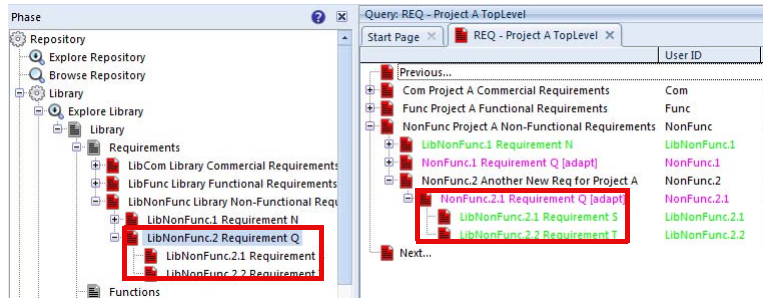 Phase
Repository
Explore Repository
Browse Repository
Library
Explore Library
Library
Requirements
LibCom Library Commercial Requirements
LibFunc Library Functional Requirements
LibNonFunc Library Non-Functional Requ
LibNonFunc.1 Requirement N
LibNonFunc.2 Requirement Q
LibNonFunc.2.1 Requirement
LibNonFunc.2.2 Requirement
Functions
Query: REQ - Project A TopLevel
Start Page
REQ - Project A TopLevel
User ID
Previous...
Com Project A Commercial Requirements Com
Func Project A Functional Requirements Func
NonFunc Project A Non-Functional Requirements NonFunc
LibNonFunc.1 Requirement N LibNonFunc.1
NonFunc.1 Requirement Q [adapt] NonFunc.1
NonFunc.2 Another New Req for Project A NonFunc.2
NonFunc.2.1 Requirement Q [adapt] NonFunc.2.1
LibNonFunc.2.1 Requirement S LibNonFunc.2.1
LibNonFunc.2.2 Requirement T LibNonFunc.2.2
Next...